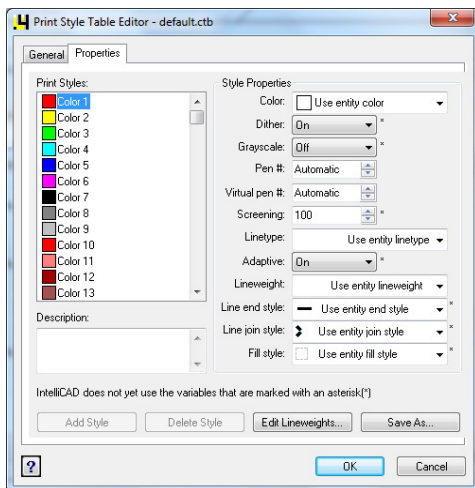 Print Style Table Editor - default.ctb
General
Properties
Print Styles:
Color 1
Color 2
Color 3
Color 4
Color 5
Color 6
Color 7
Color 8
Color 9
Color 10
Color 11
Color 12
Color 13
Description:
Style Properties
Color: Use entity color
Dither: On *
Grayscale: Off *
Pen #: Automatic
Virtual pen #: Automatic
Screening: 100 *
Linetype: Use entity linetype
Adaptive: On *
Lineweight: Use entity lineweight
Line end style: Use entity end style *
Line join style: Use entity join style *
Fill style: Use entity fill style *
IntelliCAD does not yet use the variables that are marked with an asterisk(*)
Add Style Delete Style Edit Lineweights... Save As...
? OK Cancel